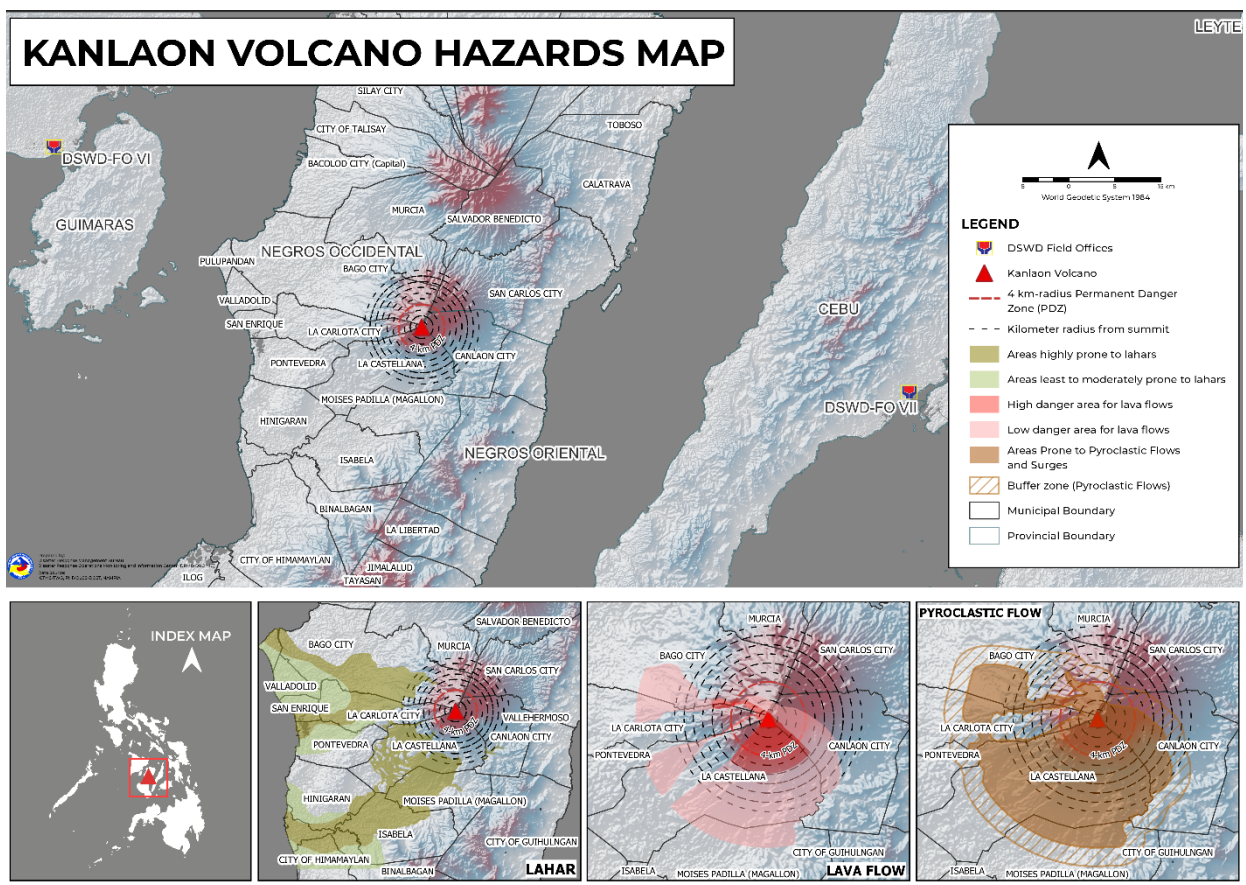 KANLAON VOLCANO HAZARDS MAP
LEYTE
SILAY CITY
CITY OF TALISAY
TOBOSO
DSWD-FO VI
BACOLOD CITY (Capital)
CALATRAVA
GUIMARAS
MURCIA
SALVADOR BENEDICTO
NEGROS OCCIDENTAL
PULUPANDAN
BAGO CITY
SAN CARLOS CITY
VALLADOLID
SAN ENRIQUE
LA CARLOTA CITY
CEBU
4 km PDZ
PONTEVEDRA
LA CASTELLANA
CANLAON CITY
MOISES PADILLA (MAGALLON)
DSWD-FO VII
HINIGARAN
ISABELA
NEGROS ORIENTAL
BINALBAGAN
LA LIBERTAD
CITY OF HIMAMAYLAN
JIMALALUD
ILOG
TAYASAN
5 0 5 15 km
World Geodetic System 1984
LEGEND
DSWD Field Offices
Kanlaon Volcano
4 km-radius Permanent Danger
Zone (PDZ)
Kilometer radius from summit
Areas highly prone to lahars
Areas least to moderately prone to lahars
High danger area for lava flows
Low danger area for lava flows
Areas Prone to Pyroclastic Flows
and Surges
Buffer zone (Pyroclastic Flows)
Municipal Boundary
Provincial Boundary
INDEX MAP
SALVADOR BENEDICTO
BAGO CITY
MURCIA
SAN CARLOS CITY
VALLADOLID
SAN ENRIQUE
LA CARLOTA CITY
VALLEHERMOSO
4 km PDZ
CANLAON CITY
PONTEVEDRA
LA CASTELLANA
HINIGARAN
MOISES PADILLA (MAGALLON)
ISABELA
CITY OF GUIHULNGAN
CITY OF HIMAMAYLAN
BINALBAGAN
LAHAR
MURCIA
BAGO CITY
SAN CARLOS CITY
LA CARLOTA CITY
CANLAON CITY
PONTEVEDRA
4 km PDZ
LA CASTELLANA
CITY OF GUIHULNGAN
ISABELA
MOISES PADILLA (MAGALLON)
LAVA FLOW
PYROCLASTIC FLOW
MURCIA
BAGO CITY
SAN CARLOS CITY
LA CARLOTA CITY
CANLAON CITY
PONTEVEDRA
4 km PDZ
LA CASTELLANA
CITY OF GUIHULNGAN
ISABELA
MOISES PADILLA (MAGALLON)